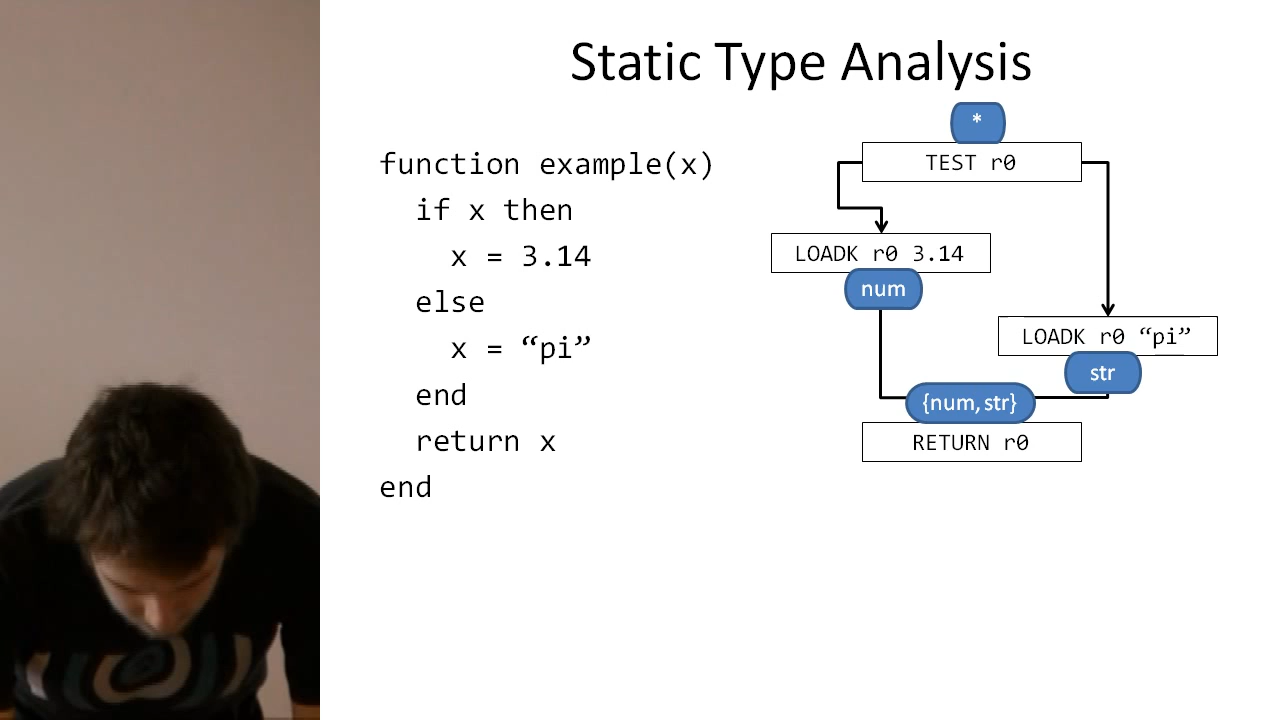 Static Type Analysis
function example(x)
if x then
x = 3.14
else
x = “pi”
end
return x
end
*
TEST r0
LOADK r0 3.14
num
LOADK r0 “pi”
str
{num, str}
RETURN r0